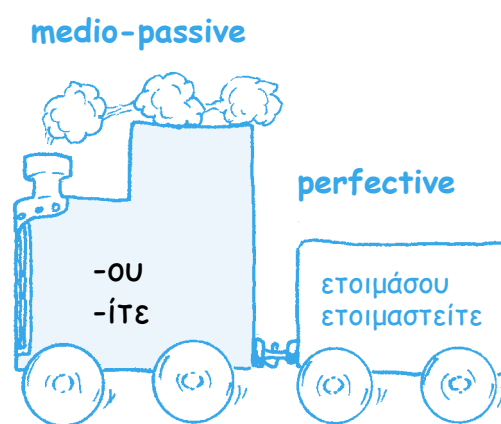 medio-passive
perfective
-ου
-ίτε
ετοιμάσου
ετοιμαστείτε